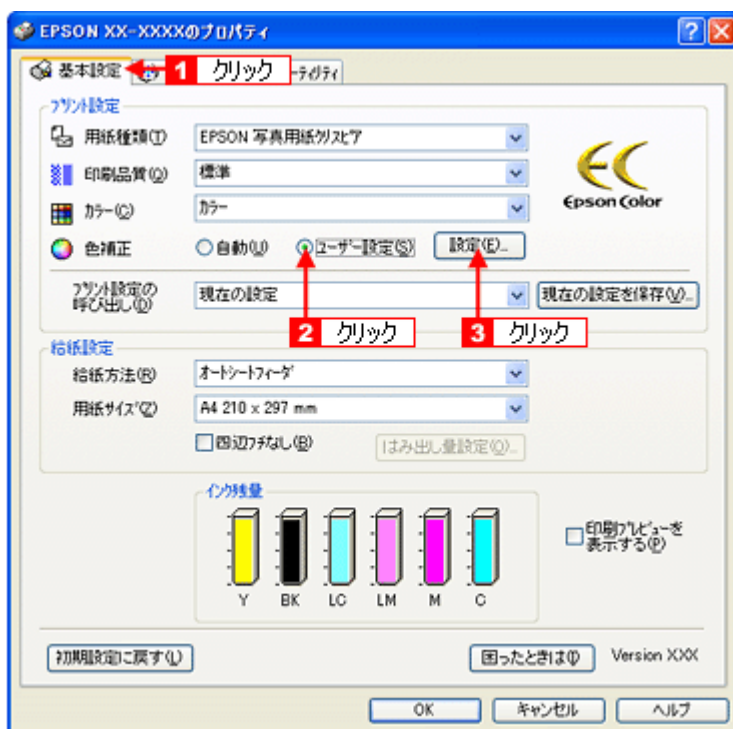 EPSON XX-XXXXのプロパティ
基本設定
1 クリック
ーティリティ
プリント設定
用紙種類(T) EPSON 写真用紙クリスピア
印刷品質(Q) 標準
カラー(C) カラー
Epson Color
色補正 自動(U) ユーザー設定(S) 設定(E)...
プリント設定の
呼び出し(D) 現在の設定 現在の設定を保存(V)...
2 クリック 3 クリック
給紙設定
給紙方法(R) オートシートフィーダ
用紙サイズ(Z) A4 210 x 297 mm
四辺フチなし(B) はみ出し量設定(O)...
インク残量
Y BK LC LM M C
印刷プレビューを
表示する(P)
初期設定に戻す(L) 困ったときは(I) Version XXX
OK キャンセル ヘルプ